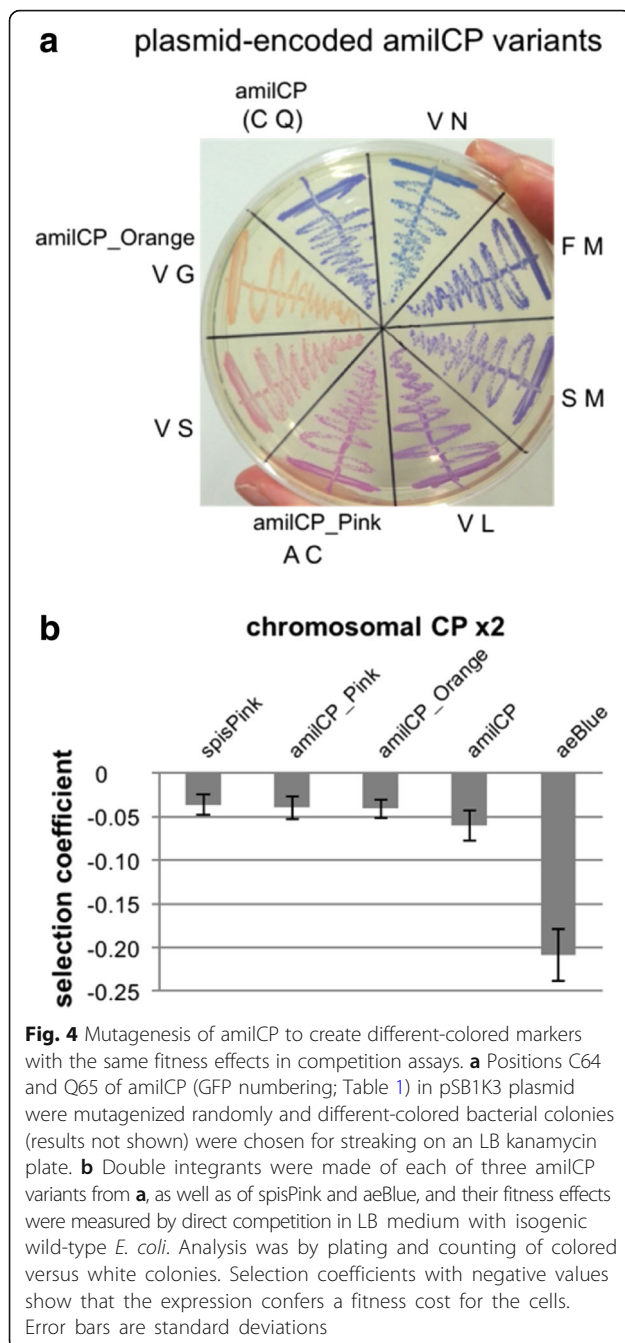 a plasmid-encoded amilCP variants
amilCP
(C Q)
V N
amilCP_Orange
V G
F M
V S
S M
amilCP_Pink
A C
V L
b chromosomal CP x2
spisPink
amilCP_Pink
amilCP_Orange
amilCP
aeBlue
selection coefficient
0
-0.05
-0.10
-0.15
-0.20
-0.25
Fig. 4 Mutagenesis of amilCP to create different-colored markers
with the same fitness effects in competition assays. a Positions C64
and Q65 of amilCP (GFP numbering; Table 1) in pSB1K3 plasmid
were mutagenized randomly and different-colored bacterial colonies
(results not shown) were chosen for streaking on an LB kanamycin
plate. b Double integrants were made of each of three amilCP
variants from a, as well as of spisPink and aeBlue, and their fitness effects
were measured by direct competition in LB medium with isogenic
wild-type E. coli. Analysis was by plating and counting of colored
versus white colonies. Selection coefficients with negative values
show that the expression confers a fitness cost for the cells.
Error bars are standard deviations